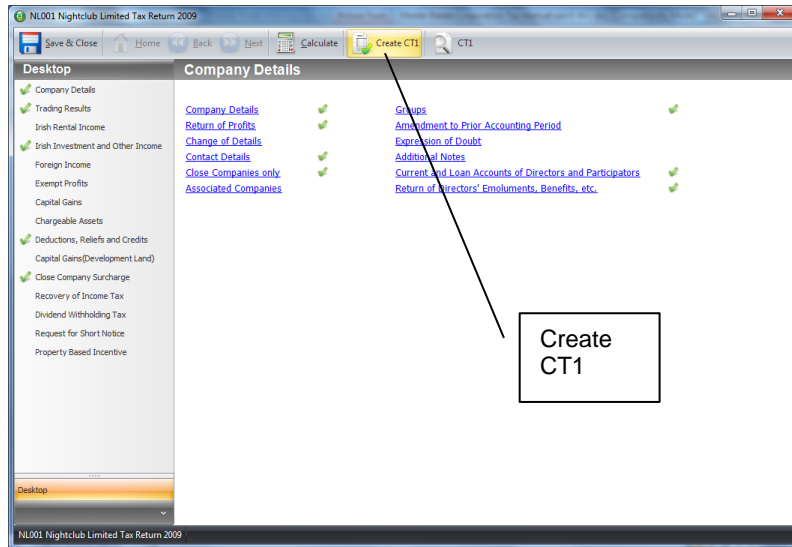 NL001 Nightclub Limited Tax Return 2009
Save & Close Home Back Next Calculate Create CT1 CT1
Desktop
Company Details
Trading Results
Irish Rental Income
Irish Investment and Other Income
Foreign Income
Exempt Profits
Capital Gains
Chargeable Assets
Deductions, Reliefs and Credits
Capital Gains(Development Land)
Close Company Surcharge
Recovery of Income Tax
Dividend Withholding Tax
Request for Short Notice
Property Based Incentive
Desktop
Company Details
Company Details
Return of Profits
Change of Details
Contact Details
Close Companies only
Associated Companies
Groups
Amendment to Prior Accounting Period
Expression of Doubt
Additional Notes
Current and Loan Accounts of Directors and Participators
Return of Directors' Emoluments, Benefits, etc.
Create
CT1
NL001 Nightclub Limited Tax Return 2009